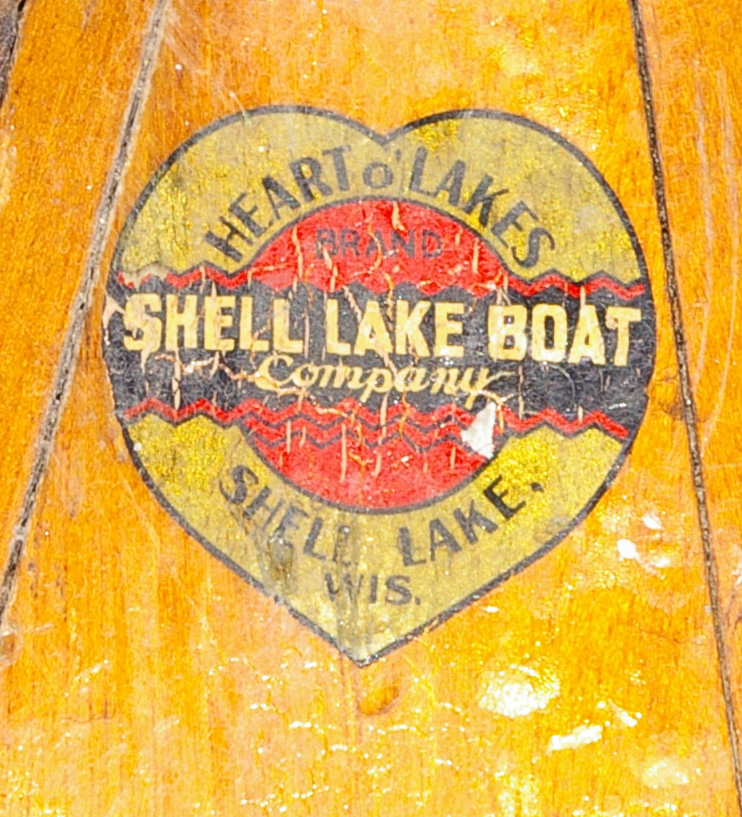 HEART o' LAKES
BRAND
SHELL LAKE BOAT
Company
SHELL LAKE,
WIS.